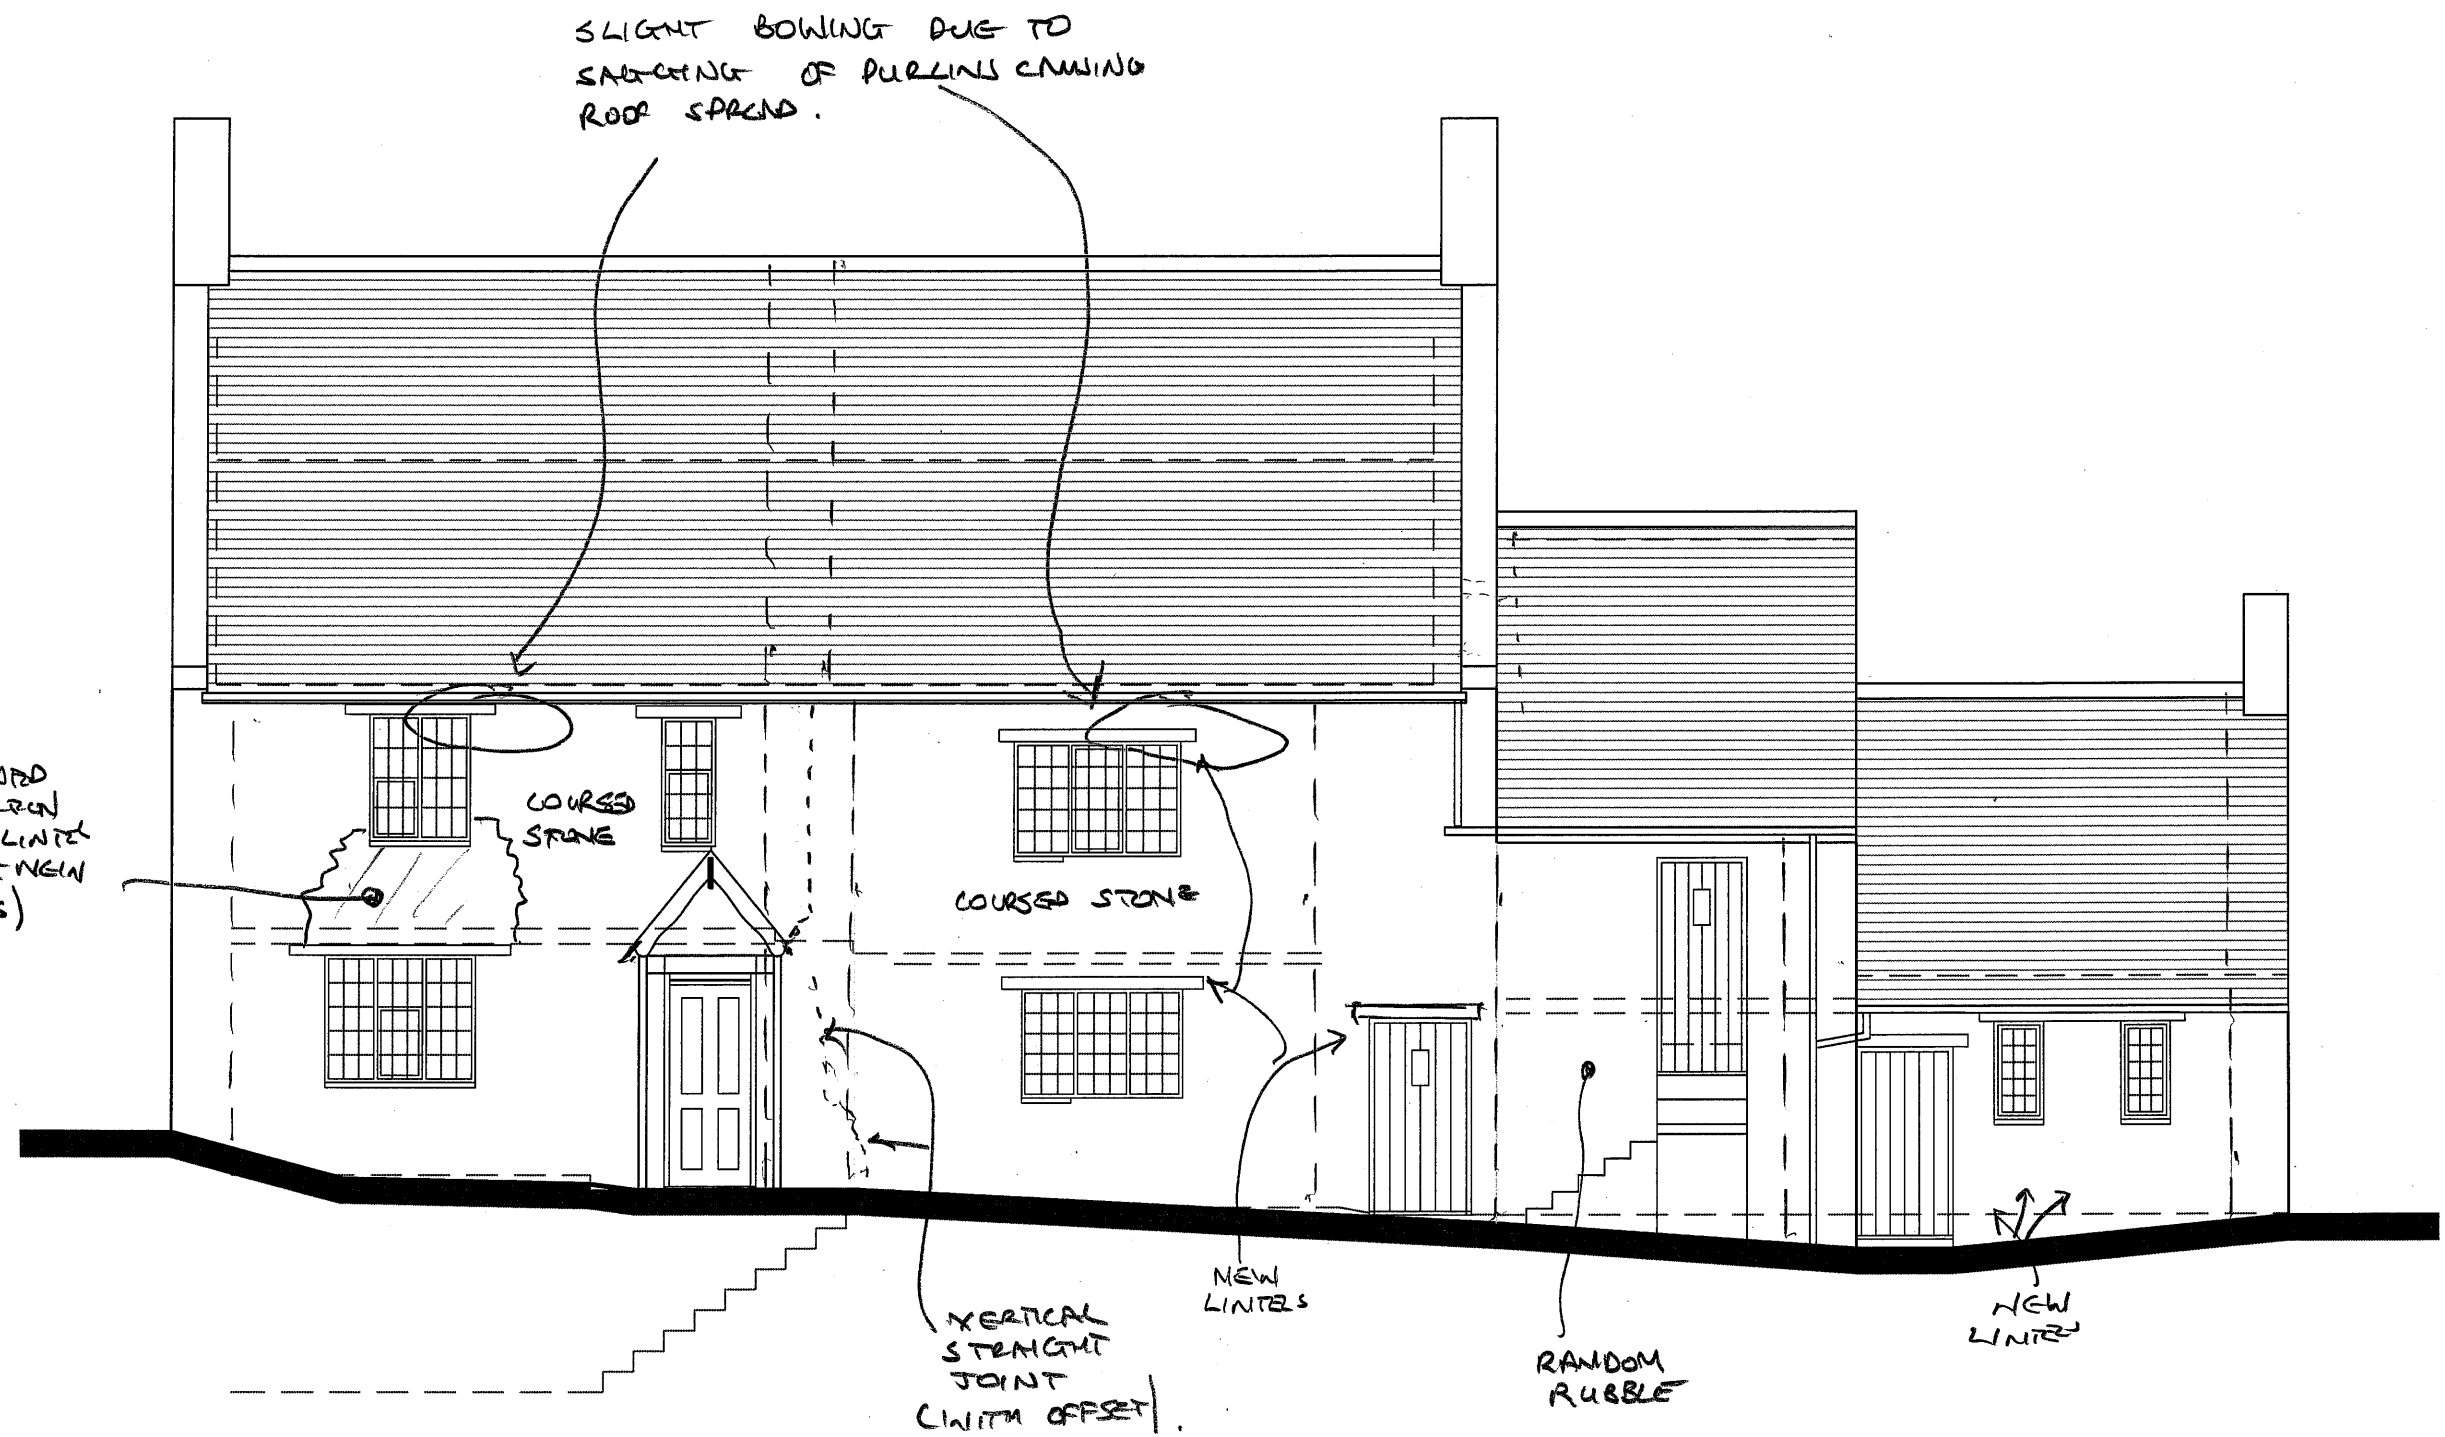 SLIGHT BOWING DUE TO
SAGGING OF PURLINS CAUSING
ROOF SPREAD.
LINTEL
COURSED
STONE
COURSED STONE
NEW
LINTELS
VERTICAL
STRAIGHT
JOINT
(WITH OFFSET).
RANDOM
RUBBLE
NEW
LINTELS